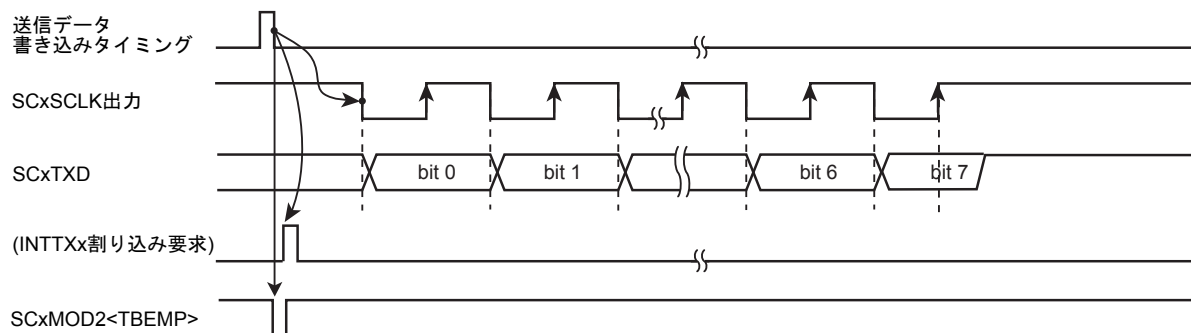 送信データ
書き込みタイミング
SCxSCLK出力
SCxTXD
bit 0
bit 1
bit 6
bit 7
(INTTXx割り込み要求)
SCxMOD2<TBEMP>